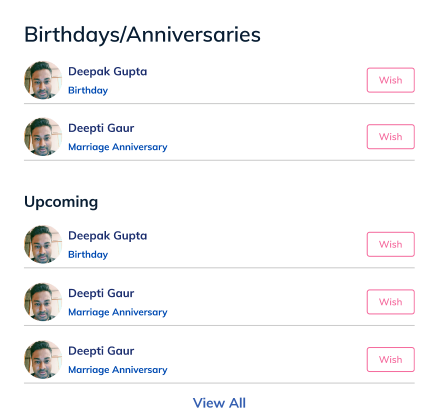 Birthdays/Anniversaries
Deepak Gupta
Birthday
Wish
Deepti Gaur
Marriage Anniversary
Wish
Upcoming
Deepak Gupta
Birthday
Wish
Deepti Gaur
Marriage Anniversary
Wish
Deepti Gaur
Marriage Anniversary
Wish
View All